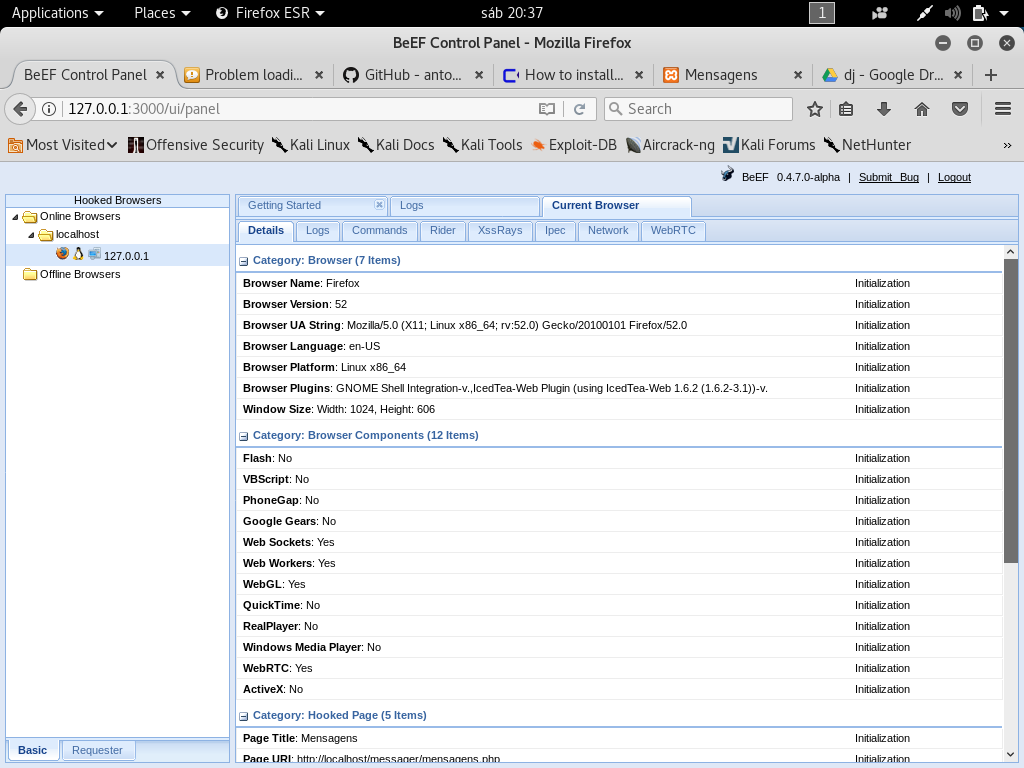 Applications Places Firefox ESR sáb 20:37 1
BeEF Control Panel - Mozilla Firefox
BeEF Control Panel Problem loadi... GitHub - anto... How to install... Mensagens dj - Google Dr...
127.0.0.1:3000/ui/panel Search
Most Visited Offensive Security Kali Linux Kali Docs Kali Tools Exploit-DB Aircrack-ng Kali Forums NetHunter »
BeEF 0.4.7.0-alpha | Submit Bug | Logout
Hooked Browsers
Online Browsers
localhost
127.0.0.1
Offline Browsers
Basic Requester
Getting Started Logs Current Browser
Details Logs Commands Rider XssRays Ipec Network WebRTC
Category: Browser (7 Items)
Browser Name: Firefox Initialization
Browser Version: 52 Initialization
Browser UA String: Mozilla/5.0 (X11; Linux x86_64; rv:52.0) Gecko/20100101 Firefox/52.0 Initialization
Browser Language: en-US Initialization
Browser Platform: Linux x86_64 Initialization
Browser Plugins: GNOME Shell Integration-v.,IcedTea-Web Plugin (using IcedTea-Web 1.6.2 (1.6.2-3.1))-v. Initialization
Window Size: Width: 1024, Height: 606 Initialization
Category: Browser Components (12 Items)
Flash: No Initialization
VBScript: No Initialization
PhoneGap: No Initialization
Google Gears: No Initialization
Web Sockets: Yes Initialization
Web Workers: Yes Initialization
WebGL: Yes Initialization
QuickTime: No Initialization
RealPlayer: No Initialization
Windows Media Player: No Initialization
WebRTC: Yes Initialization
ActiveX: No Initialization
Category: Hooked Page (5 Items)
Page Title: Mensagens Initialization
Page URI: http://localhost/messager/mensagens.php Initialization